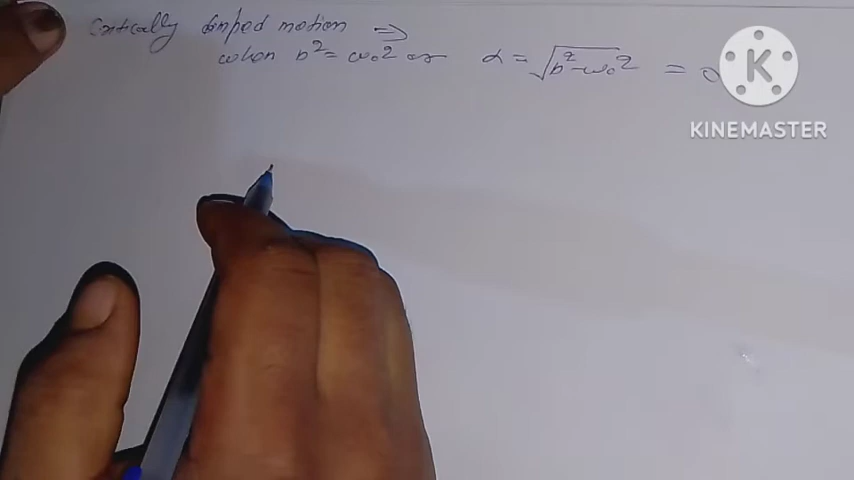 critically damped motion ⇒
when b² = ω₀² or α = √b²-ω₀² = 0
K
KINEMASTER